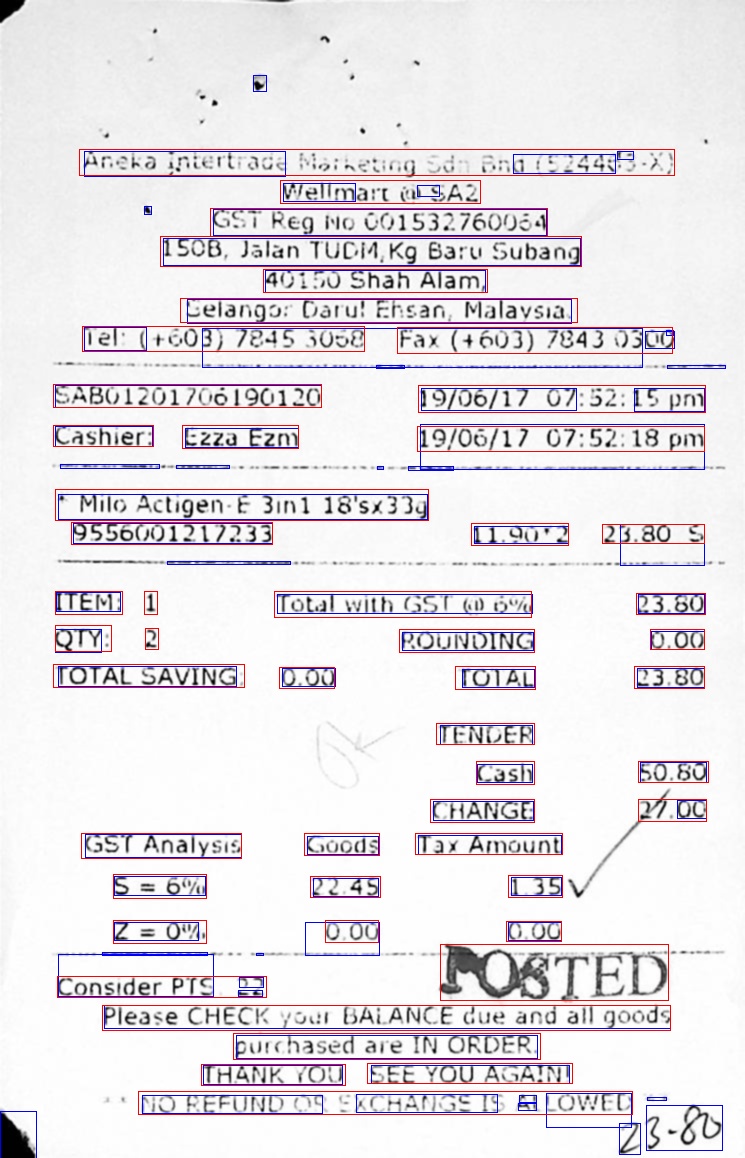 Aneka Intertrade Marketing Sdn Bhd (524465-X)
Wellmart @ SA2
GST Reg No 001532760064
150B, Jalan TUDM,Kg Baru Subang
40150 Shah Alam,
Selangor Darul Ehsan, Malaysia.
Tel: (+603) 7845 3068 Fax (+603) 7843 0300
SAB01201706190120 19/06/17 07:52:15 pm
Cashier: Ezza Ezm 19/06/17 07:52:18 pm
* Milo Actigen-E 3in1 18'sx33g
9556001217233 11.90*2 23.80 S
ITEM: 1 Total with GST @ 6% 23.80
QTY: 2 ROUNDING 0.00
TOTAL SAVING: 0.00 TOTAL 23.80
TENDER
Cash 50.80
CHANGE 27.00
GST Analysis Goods Tax Amount
S = 6% 22.45 1.35
Z = 0% 0.00 0.00
POSTED
Consider PTS 22
Please CHECK your BALANCE due and all goods
purchased are IN ORDER.
THANK YOU SEE YOU AGAIN!
** NO REFUND OR EXCHANGE IS ALLOWED **
23-80